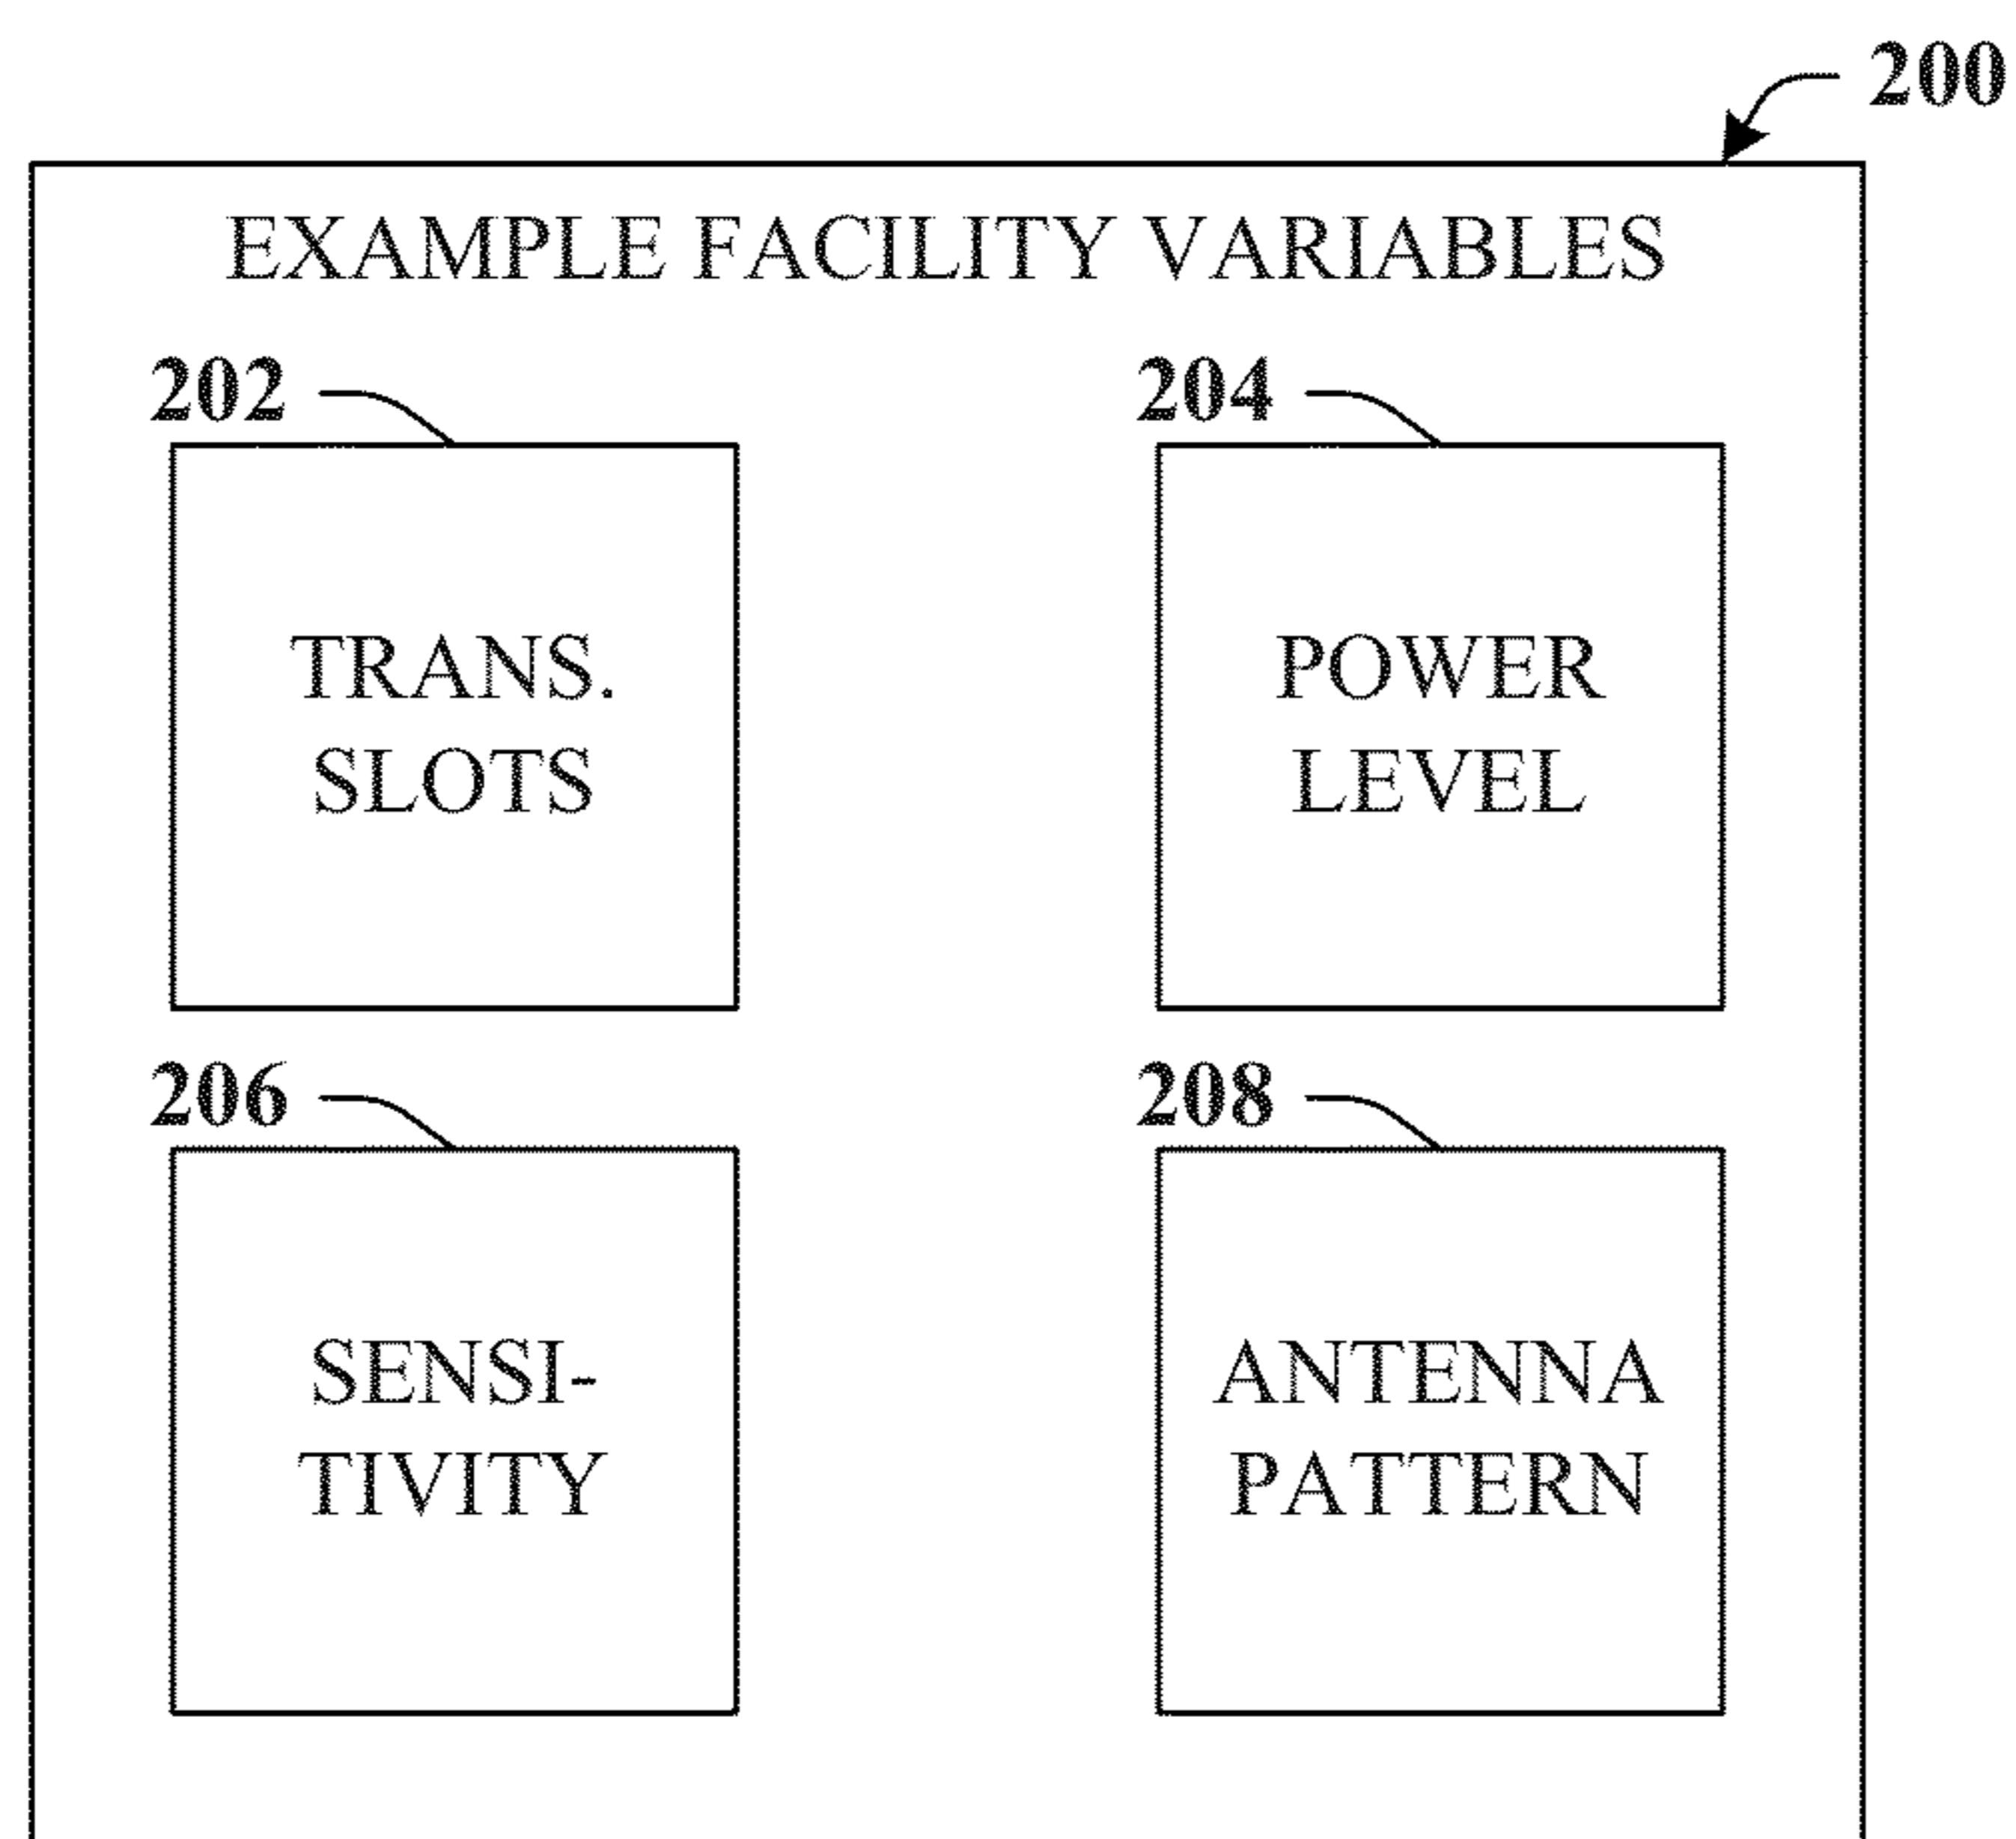 200
EXAMPLE FACILITY VARIABLES
202
204
TRANS.
SLOTS
POWER
LEVEL
206
208
SENSI-
TIVITY
ANTENNA
PATTERN